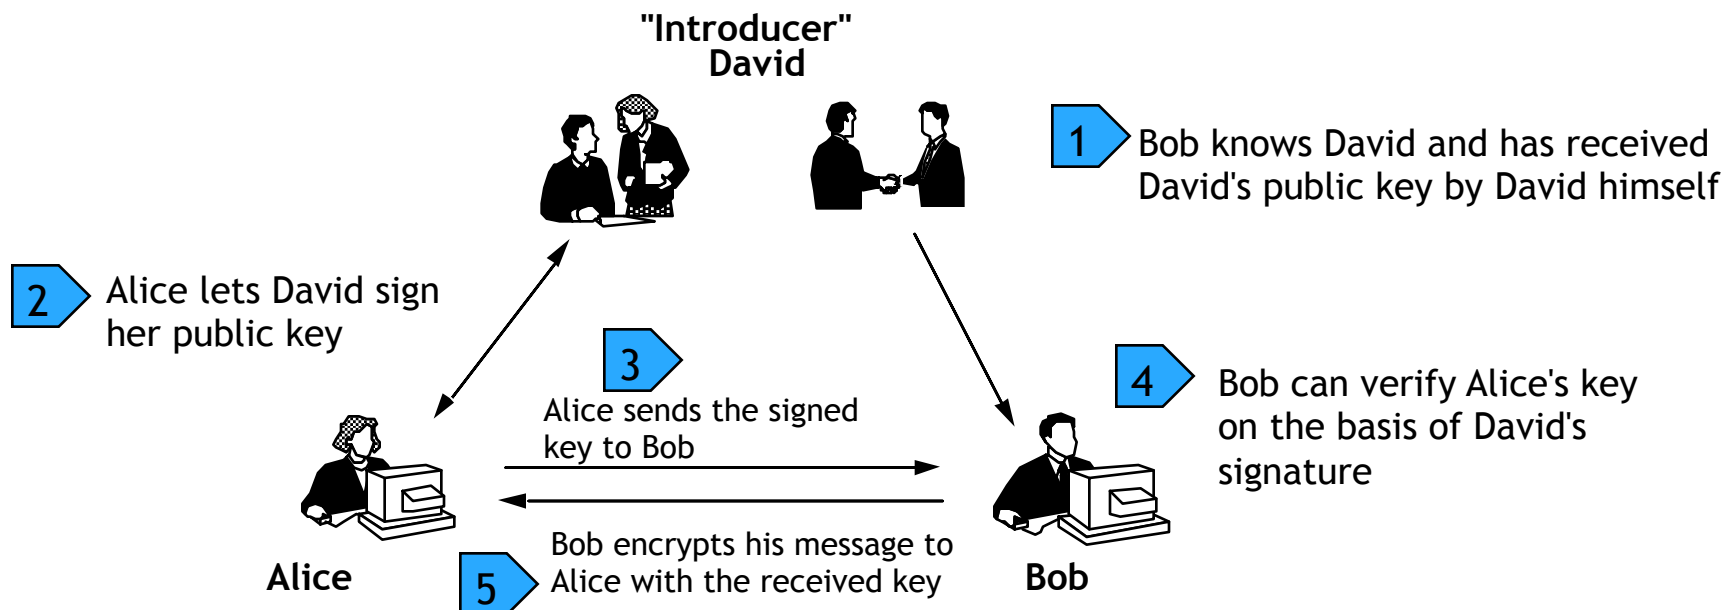 "Introducer"
David
1
Bob knows David and has received
David's public key by David himself
2
Alice lets David sign
her public key
3
Alice sends the signed
key to Bob
4
Bob can verify Alice's key
on the basis of David's
signature
5
Bob encrypts his message to
Alice with the received key
Alice
Bob